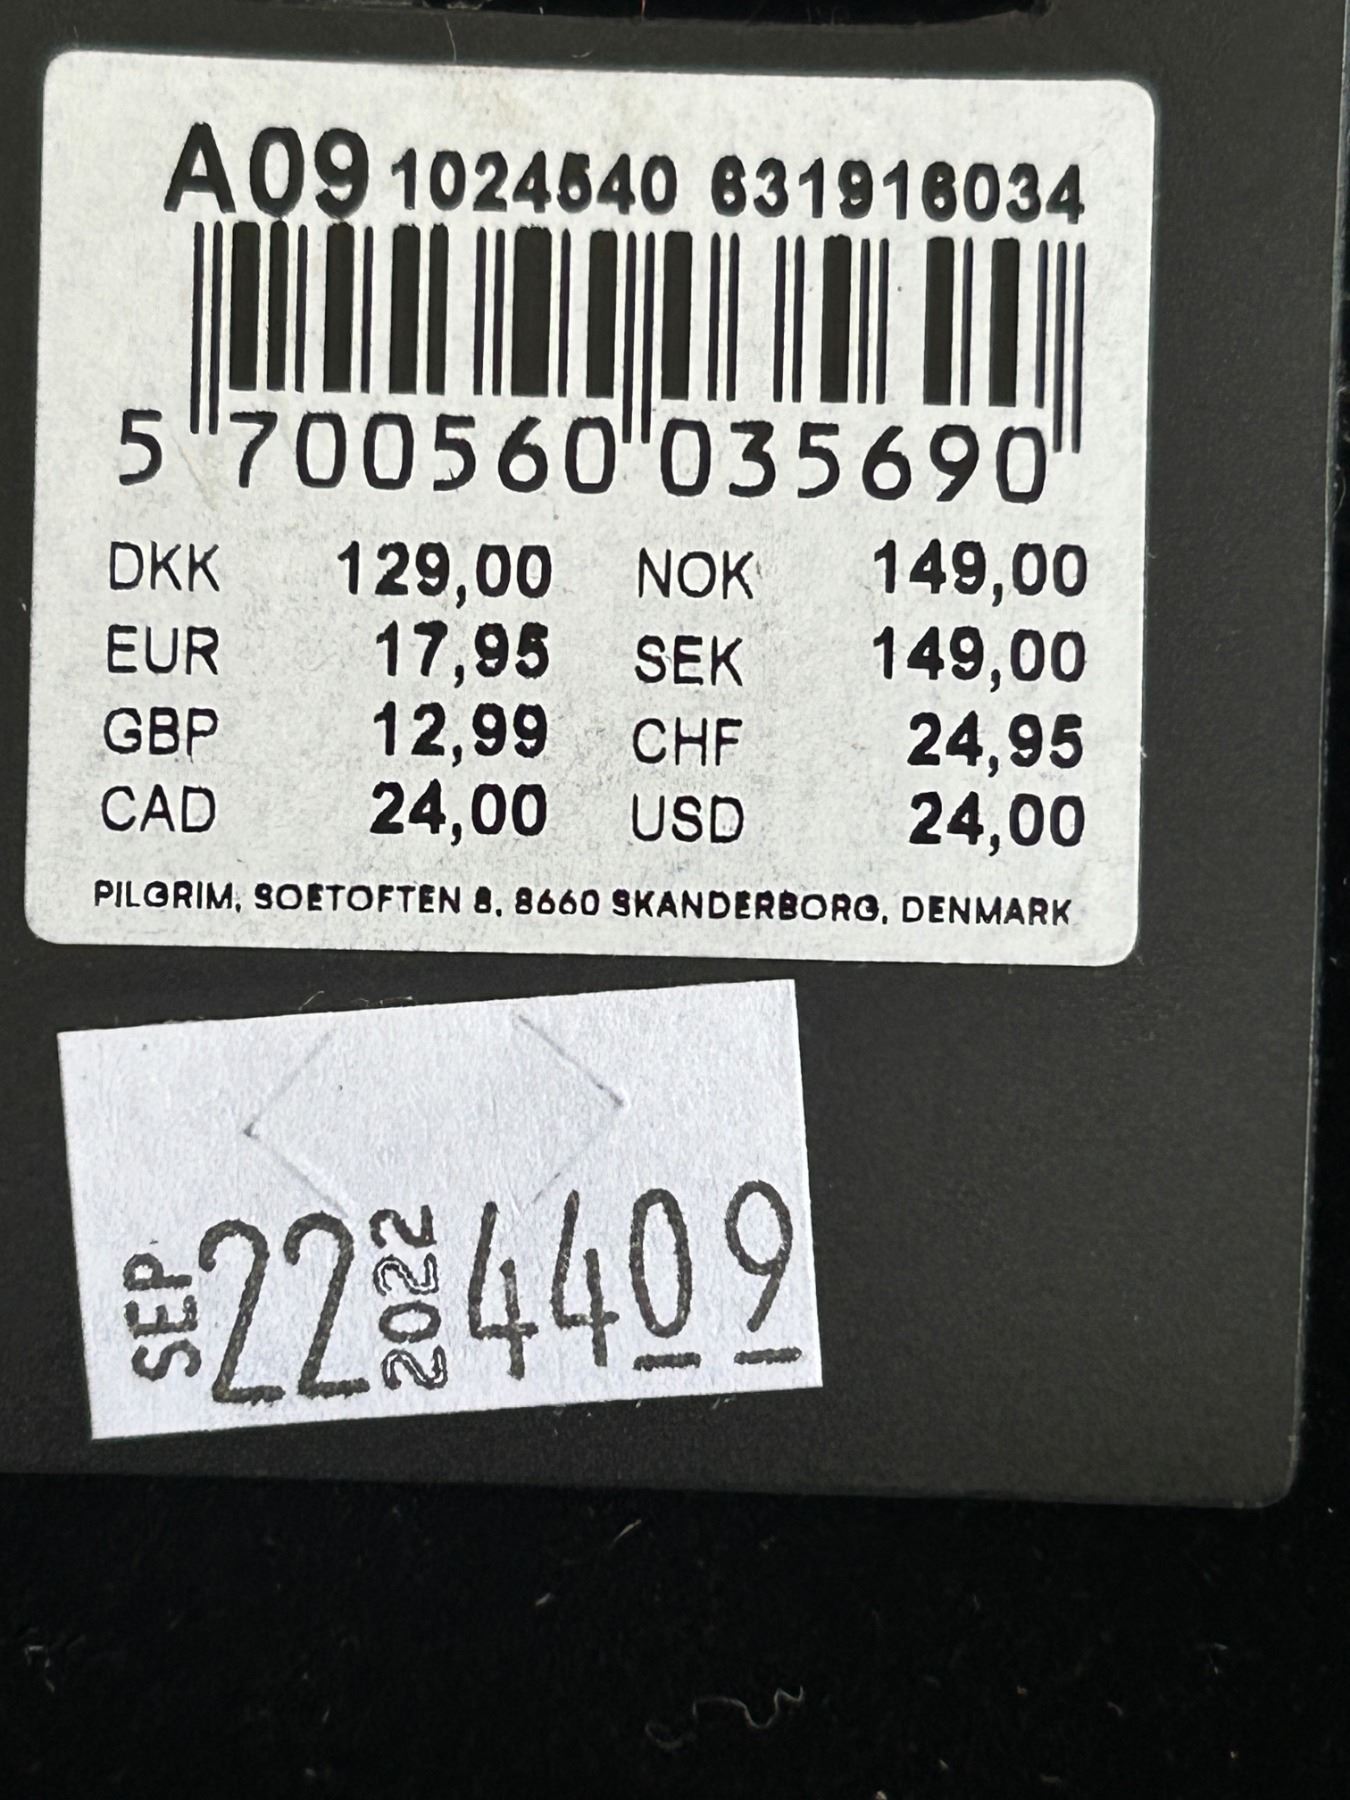 A09 1024540 631916034
5 700560 035690
DKK 129,00 NOK 149,00
EUR 17,95 SEK 149,00
GBP 12,99 CHF 24,95
CAD 24,00 USD 24,00
PILGRIM, SOETOFTEN 8, 8660 SKANDERBORG, DENMARK
SEP 22 2022 4409